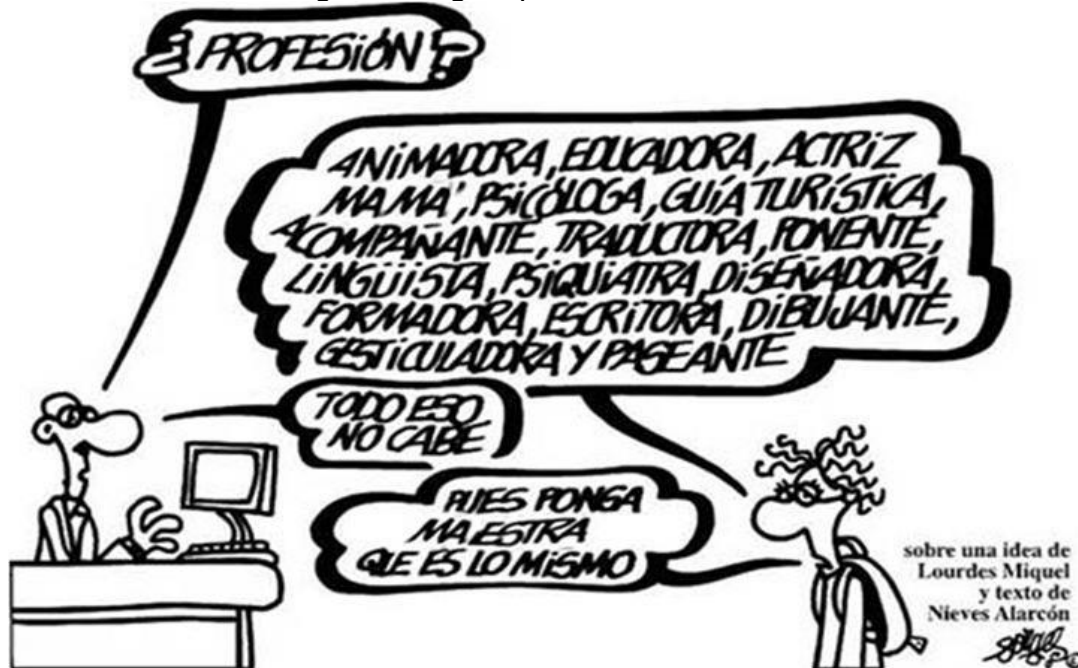 ¿PROFESIÓN?
ANIMADORA, EDUCADORA, ACTRIZ
MAMÁ, PSICÓLOGA, GUÍA TURÍSTICA,
ACOMPAÑANTE, TRADUCTORA, PONENTE,
LINGÜISTA, PSIQUIATRA, DISEÑADORA,
FORMADORA, ESCRITORA, DIBUJANTE,
GESTICULADORA Y PASEANTE
TODO ESO
NO CABE
PUES PONGA
MAESTRA
QUE ES LO MISMO
sobre una idea de
Lourdes Miquel
y texto de
Nieves Alarcón